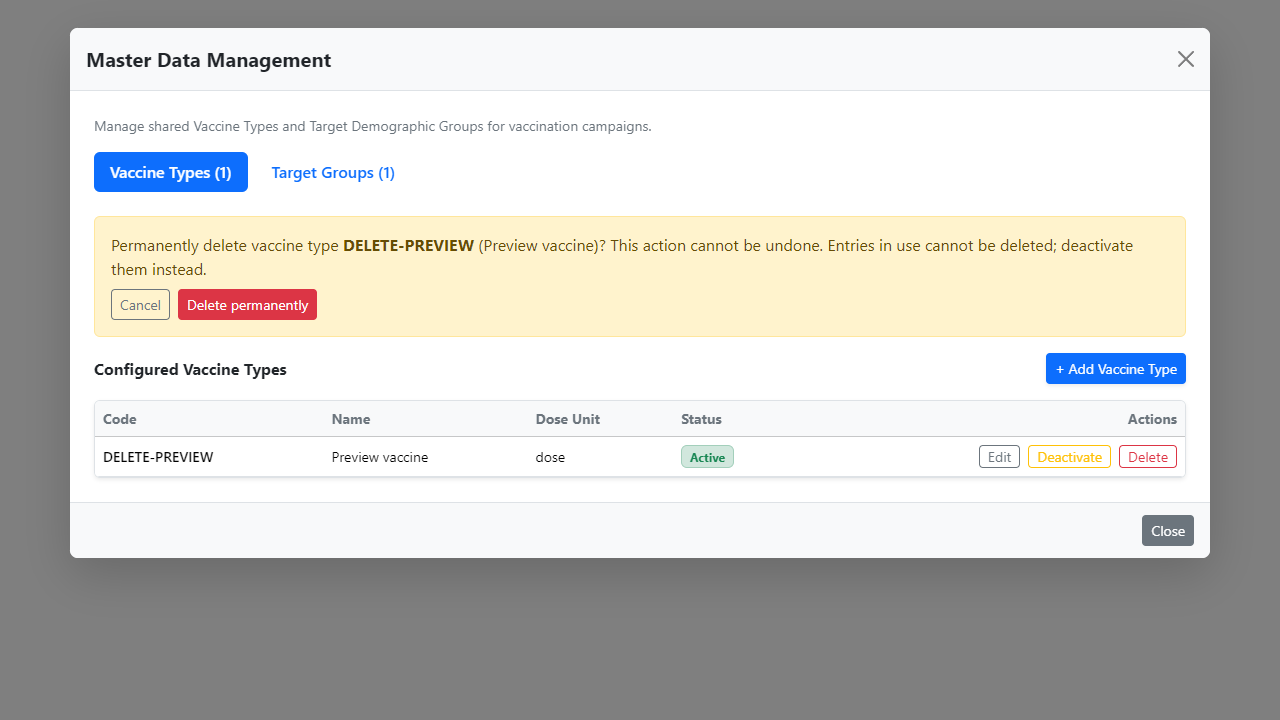 Master Data Management
Manage shared Vaccine Types and Target Demographic Groups for vaccination campaigns.
Vaccine Types (1) Target Groups (1)
Permanently delete vaccine type DELETE-PREVIEW (Preview vaccine)? This action cannot be undone. Entries in use cannot be deleted; deactivate
them instead.
Cancel Delete permanently
Configured Vaccine Types + Add Vaccine Type
Code Name Dose Unit Status Actions
DELETE-PREVIEW Preview vaccine dose Active Edit Deactivate Delete
Close